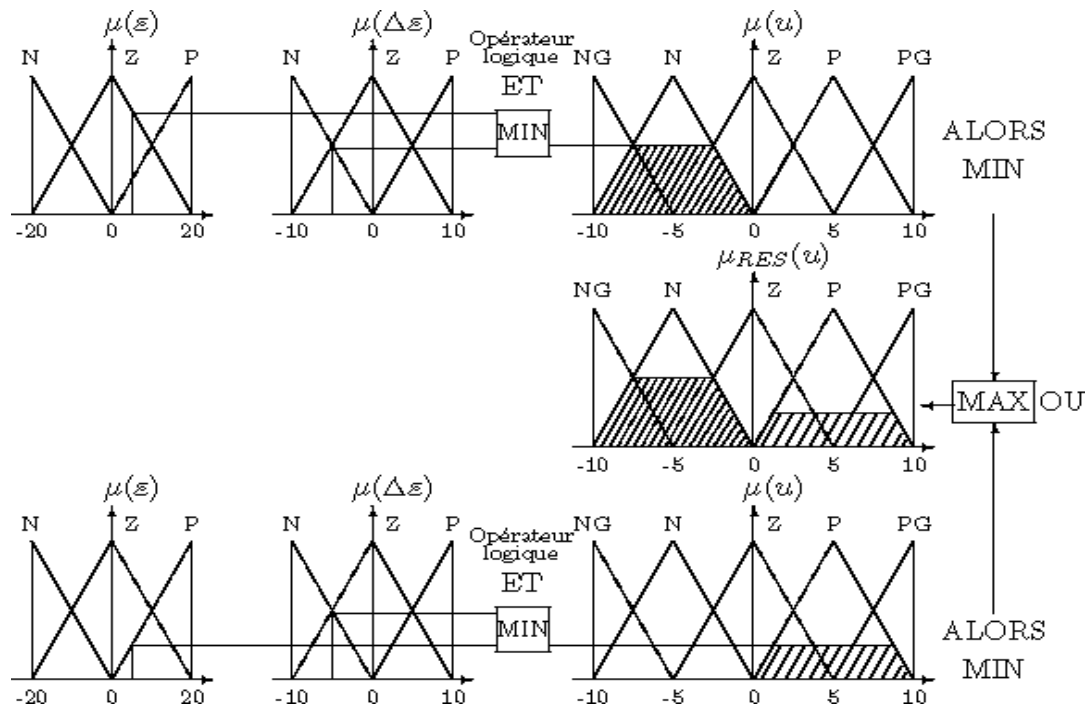 μ(ε) μ(Δε) Opérateur μ(u)
N Z P N Z P logique NG N Z P PG
ET
MIN ALORS
MIN
-20 0 20 -10 0 10 -10 -5 0 5 10
μRES(u)
NG N Z P PG
MAX OU
-10 -5 0 5 10
μ(ε) μ(Δε) μ(u)
N Z P N Z P Opérateur NG N Z P PG
logique
ET
MIN ALORS
MIN
-20 0 20 -10 0 10 -10 -5 0 5 10